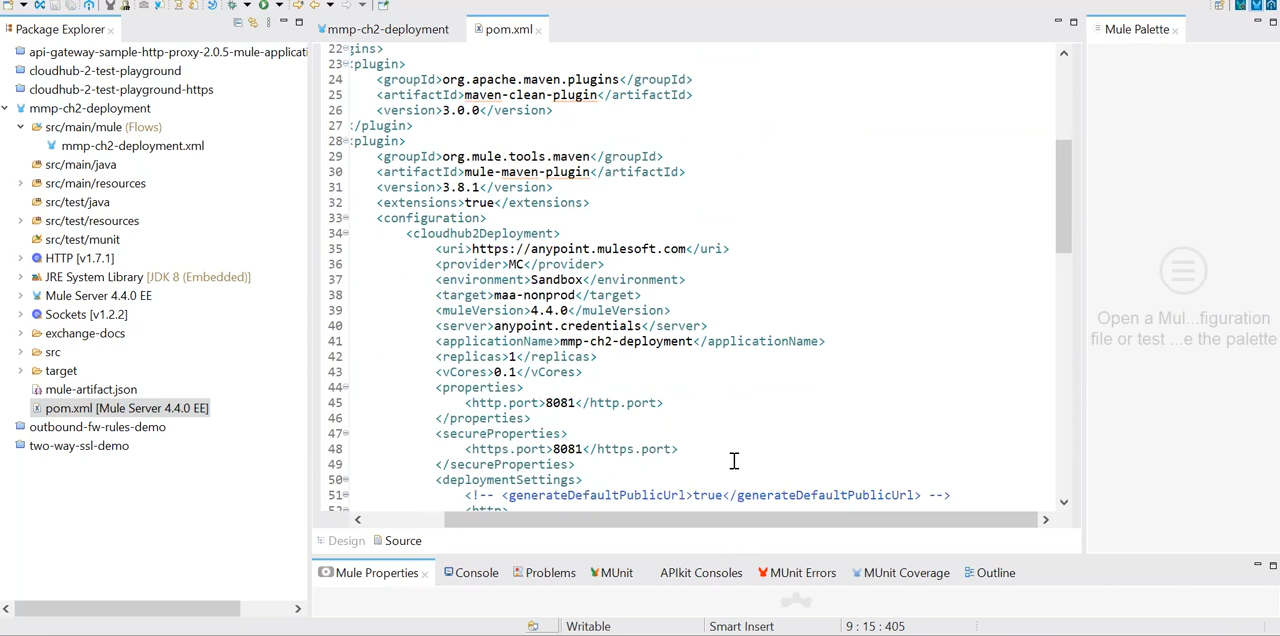 Package Explorer
mmp-ch2-deployment
pom.xml
Mule Palette
api-gateway-sample-http-proxy-2.0.5-mule-applicati
cloudhub-2-test-playground
cloudhub-2-test-playground-https
mmp-ch2-deployment
src/main/mule (Flows)
mmp-ch2-deployment.xml
src/main/java
src/main/resources
src/test/java
src/test/resources
src/test/munit
HTTP [v1.7.1]
JRE System Library [JDK 8 (Embedded)]
Mule Server 4.4.0 EE
Sockets [v1.2.2]
exchange-docs
src
target
mule-artifact.json
pom.xml [Mule Server 4.4.0 EE]
outbound-fw-rules-demo
two-way-ssl-demo
22 gins>
23 <plugin>
24 <groupId>org.apache.maven.plugins</groupId>
25 <artifactId>maven-clean-plugin</artifactId>
26 <version>3.0.0</version>
27 </plugin>
28 <plugin>
29 <groupId>org.mule.tools.maven</groupId>
30 <artifactId>mule-maven-plugin</artifactId>
31 <version>3.8.1</version>
32 <extensions>true</extensions>
33 <configuration>
34 <cloudhub2Deployment>
35 <uri>https://anypoint.mulesoft.com</uri>
36 <provider>MC</provider>
37 <environment>Sandbox</environment>
38 <target>maa-nonprod</target>
39 <muleVersion>4.4.0</muleVersion>
40 <server>anypoint.credentials</server>
41 <applicationName>mmp-ch2-deployment</applicationName>
42 <replicas>1</replicas>
43 <vCores>0.1</vCores>
44 <properties>
45 <http.port>8081</http.port>
46 </properties>
47 <secureProperties>
48 <https.port>8081</https.port>
49 </secureProperties>
50 <deploymentSettings>
51 <!-- <generateDefaultPublicUrl>true</generateDefaultPublicUrl> -->
52 <http>
Open a Mul...figuration
file or test ...e the palette
Design Source
Mule Properties Console Problems MUnit APIkit Consoles MUnit Errors MUnit Coverage Outline
Writable Smart Insert 9 : 15 : 405